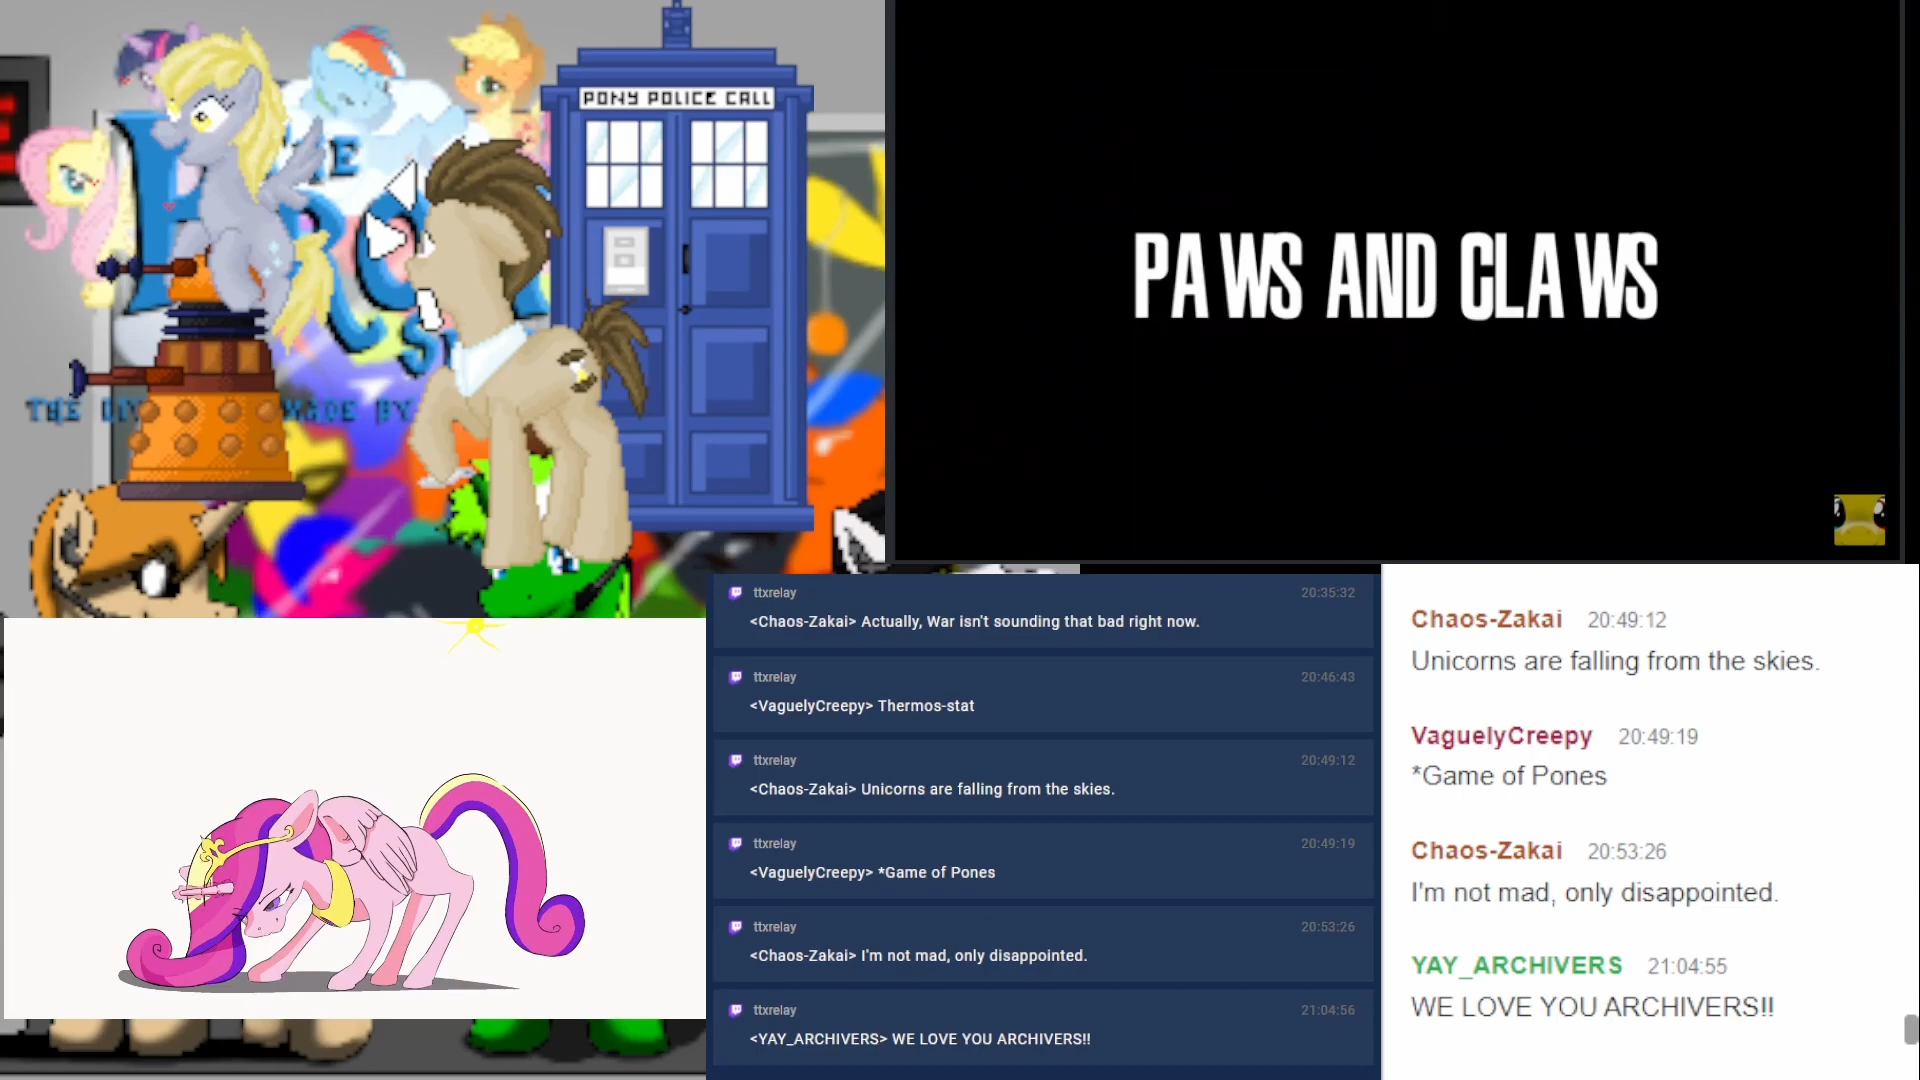 PONY POLICE CALL
THE
MADE BY
PAWS AND CLAWS
ttxrelay 20:35:32
<Chaos-Zakai> Actually, War isn't sounding that bad right now.
ttxrelay 20:46:43
<VaguelyCreepy> Thermos-stat
ttxrelay 20:49:12
<Chaos-Zakai> Unicorns are falling from the skies.
ttxrelay 20:49:19
<VaguelyCreepy> *Game of Pones
ttxrelay 20:53:26
<Chaos-Zakai> I'm not mad, only disappointed.
ttxrelay 21:04:56
<YAY_ARCHIVERS> WE LOVE YOU ARCHIVERS!!
Chaos-Zakai 20:49:12
Unicorns are falling from the skies.
VaguelyCreepy 20:49:19
*Game of Pones
Chaos-Zakai 20:53:26
I'm not mad, only disappointed.
YAY_ARCHIVERS 21:04:55
WE LOVE YOU ARCHIVERS!!